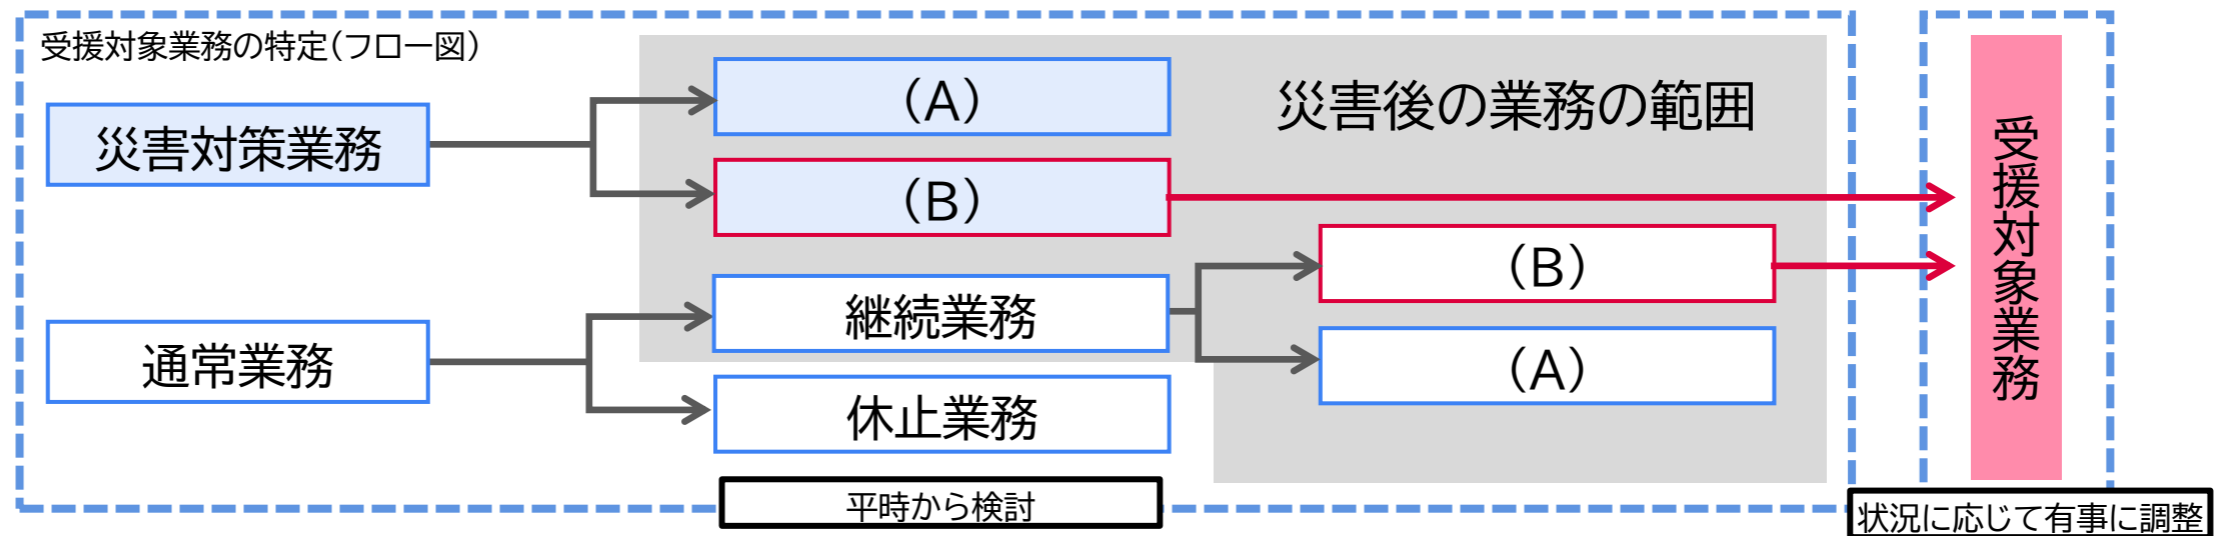 受援対象業務の特定(フロー図)
災害対策業務
(A)
(B)
災害後の業務の範囲
通常業務
継続業務
休止業務
(B)
(A)
受援対象業務
平時から検討
状況に応じて有事に調整